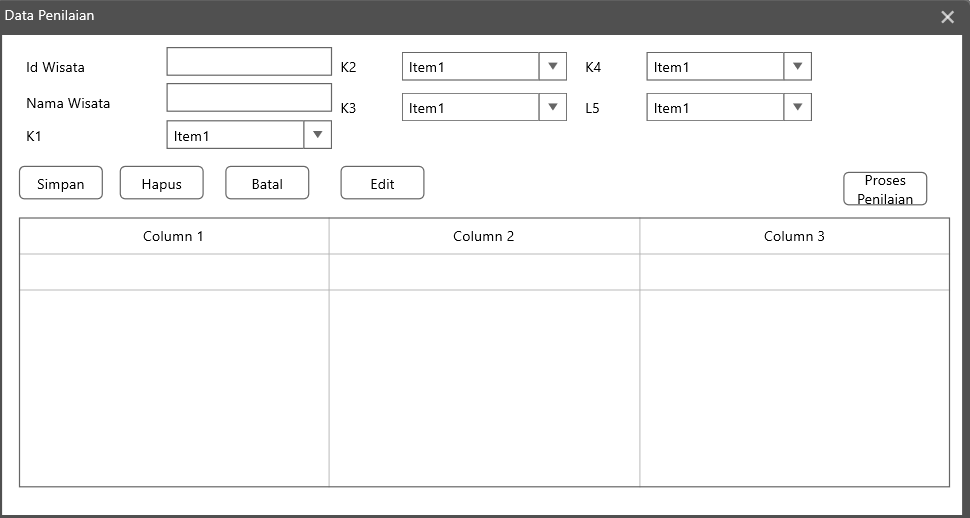 Data Penilaian
Id Wisata
K2
Item1
K4
Item1
Nama Wisata
K3
Item1
L5
Item1
K1
Item1
Simpan
Hapus
Batal
Edit
Proses
Penilaian
Column 1
Column 2
Column 3